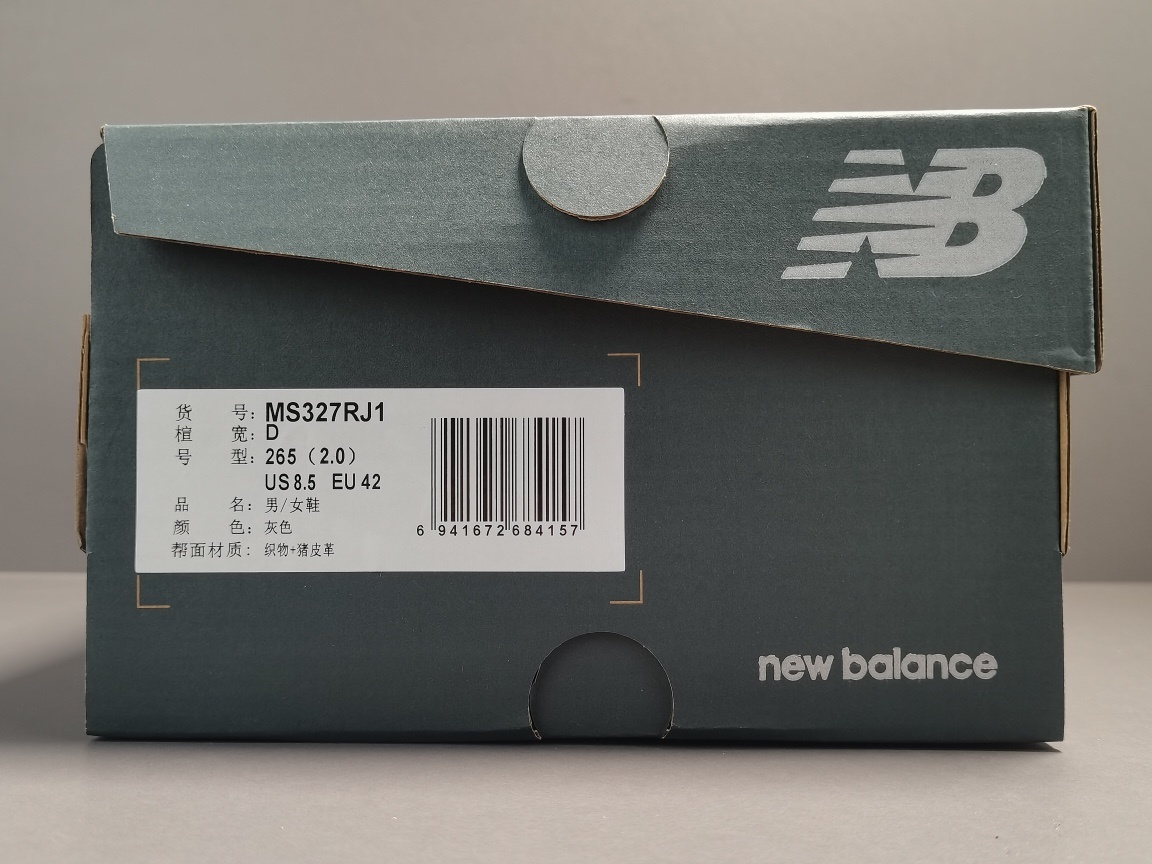 NB
货 号: MS327RJ1
楦 宽: D
号 型: 265 (2.0)
US 8.5 EU 42
品 名: 男/女鞋
颜 色: 灰色
帮面材质: 织物+猪皮革
6 941672 684157
new balance